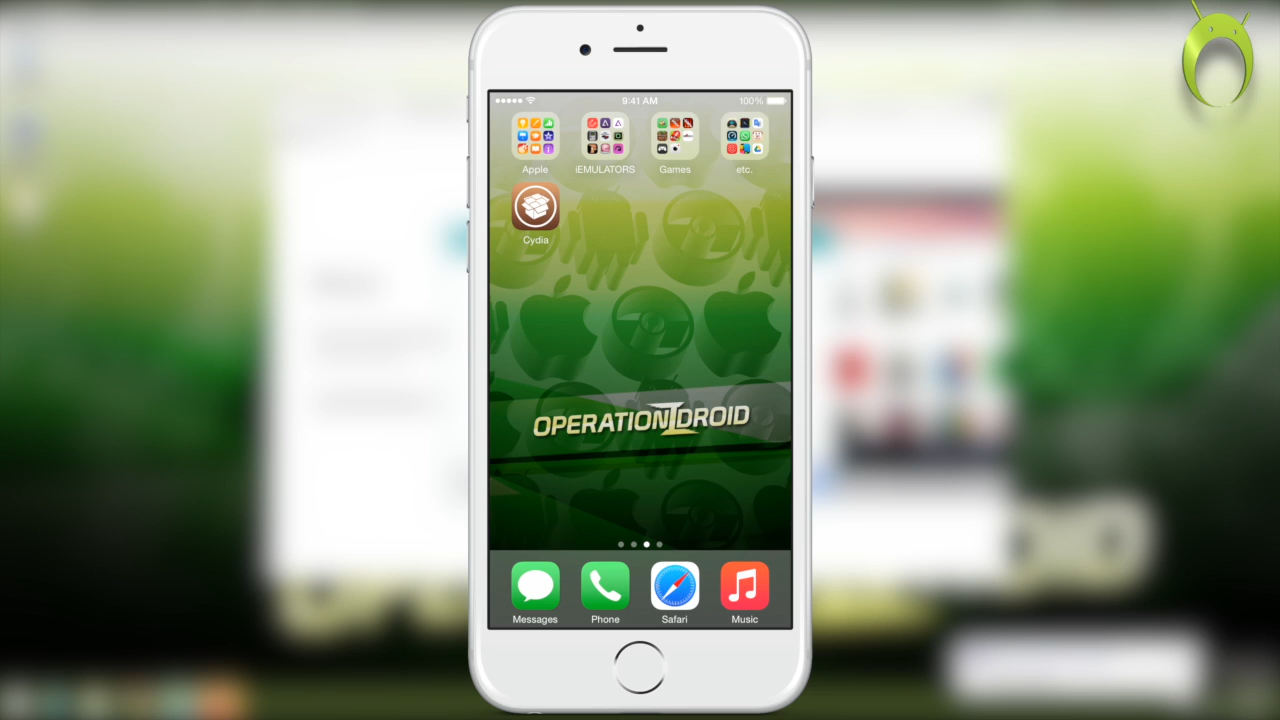 9:41 AM 100%
Apple iEMULATORS Games etc.
Cydia
OPERATION I DROID
Messages Phone Safari Music